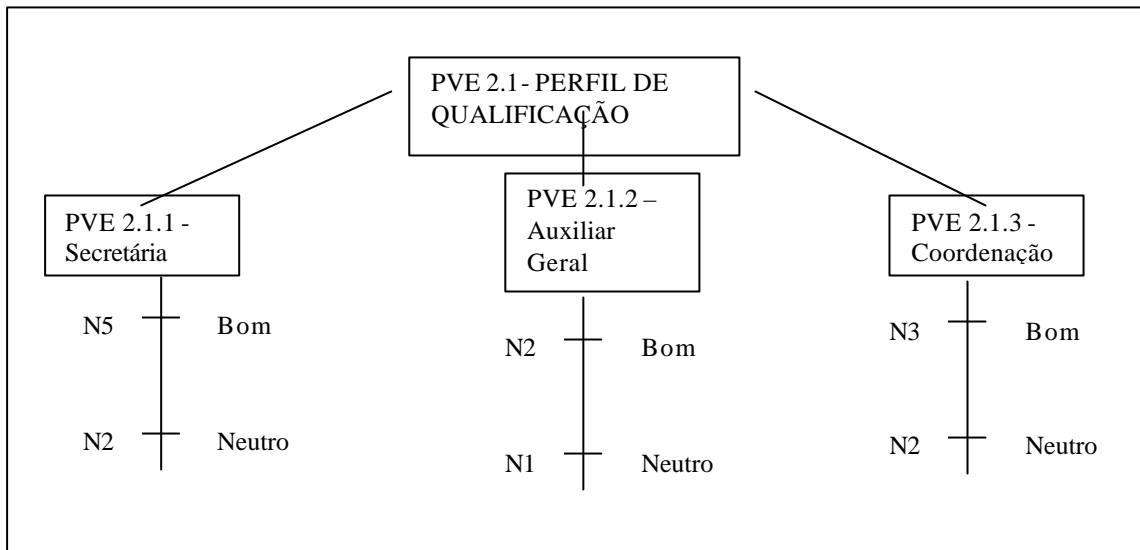 PVE 2.1- PERFIL DE
QUALIFICAÇÃO
PVE 2.1.1 -
Secretária
PVE 2.1.2 –
Auxiliar
Geral
PVE 2.1.3 -
Coordenação
N5 Bom
N2 Neutro
N2 Bom
N1 Neutro
N3 Bom
N2 Neutro